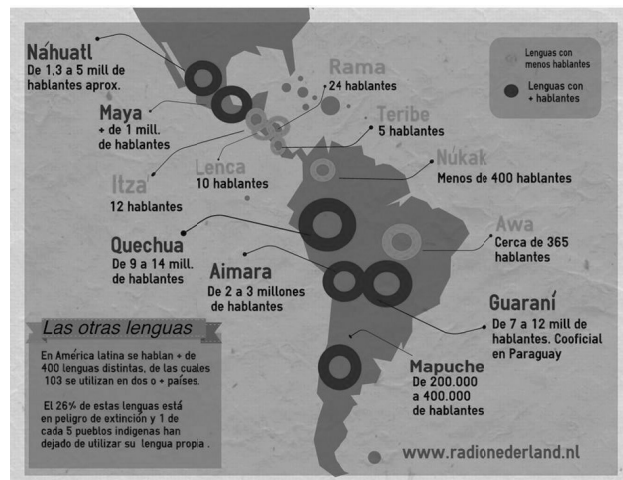 Náhuatl
De 1,3 a 5 mill de
hablantes aprox.
Maya
+ de 1 mill.
de hablantes
Itza
12 hablantes
Lenca
10 hablantes
Rama
24 hablantes
Teribe
5 hablantes
Lenguas con
menos hablantes
Lenguas con
+ hablantes
Núkak
Menos de 400 hablantes
Awa
Cerca de 365
hablantes
Quechua
De 9 a 14 mill.
de hablantes
Aimara
De 2 a 3 millones
de hablantes
Guaraní
De 7 a 12 mill de
hablantes. Cooficial
en Paraguay
Mapuche
De 200.000
a 400.000
de hablantes
Las otras lenguas
En América latina se hablan + de
400 lenguas distintas, de las cuales
103 se utilizan en dos o + países.
El 26% de estas lenguas está
en peligro de extinción y 1 de
cada 5 pueblos indigenas han
dejado de utilizar su lengua propia .
www.radionederland.nl